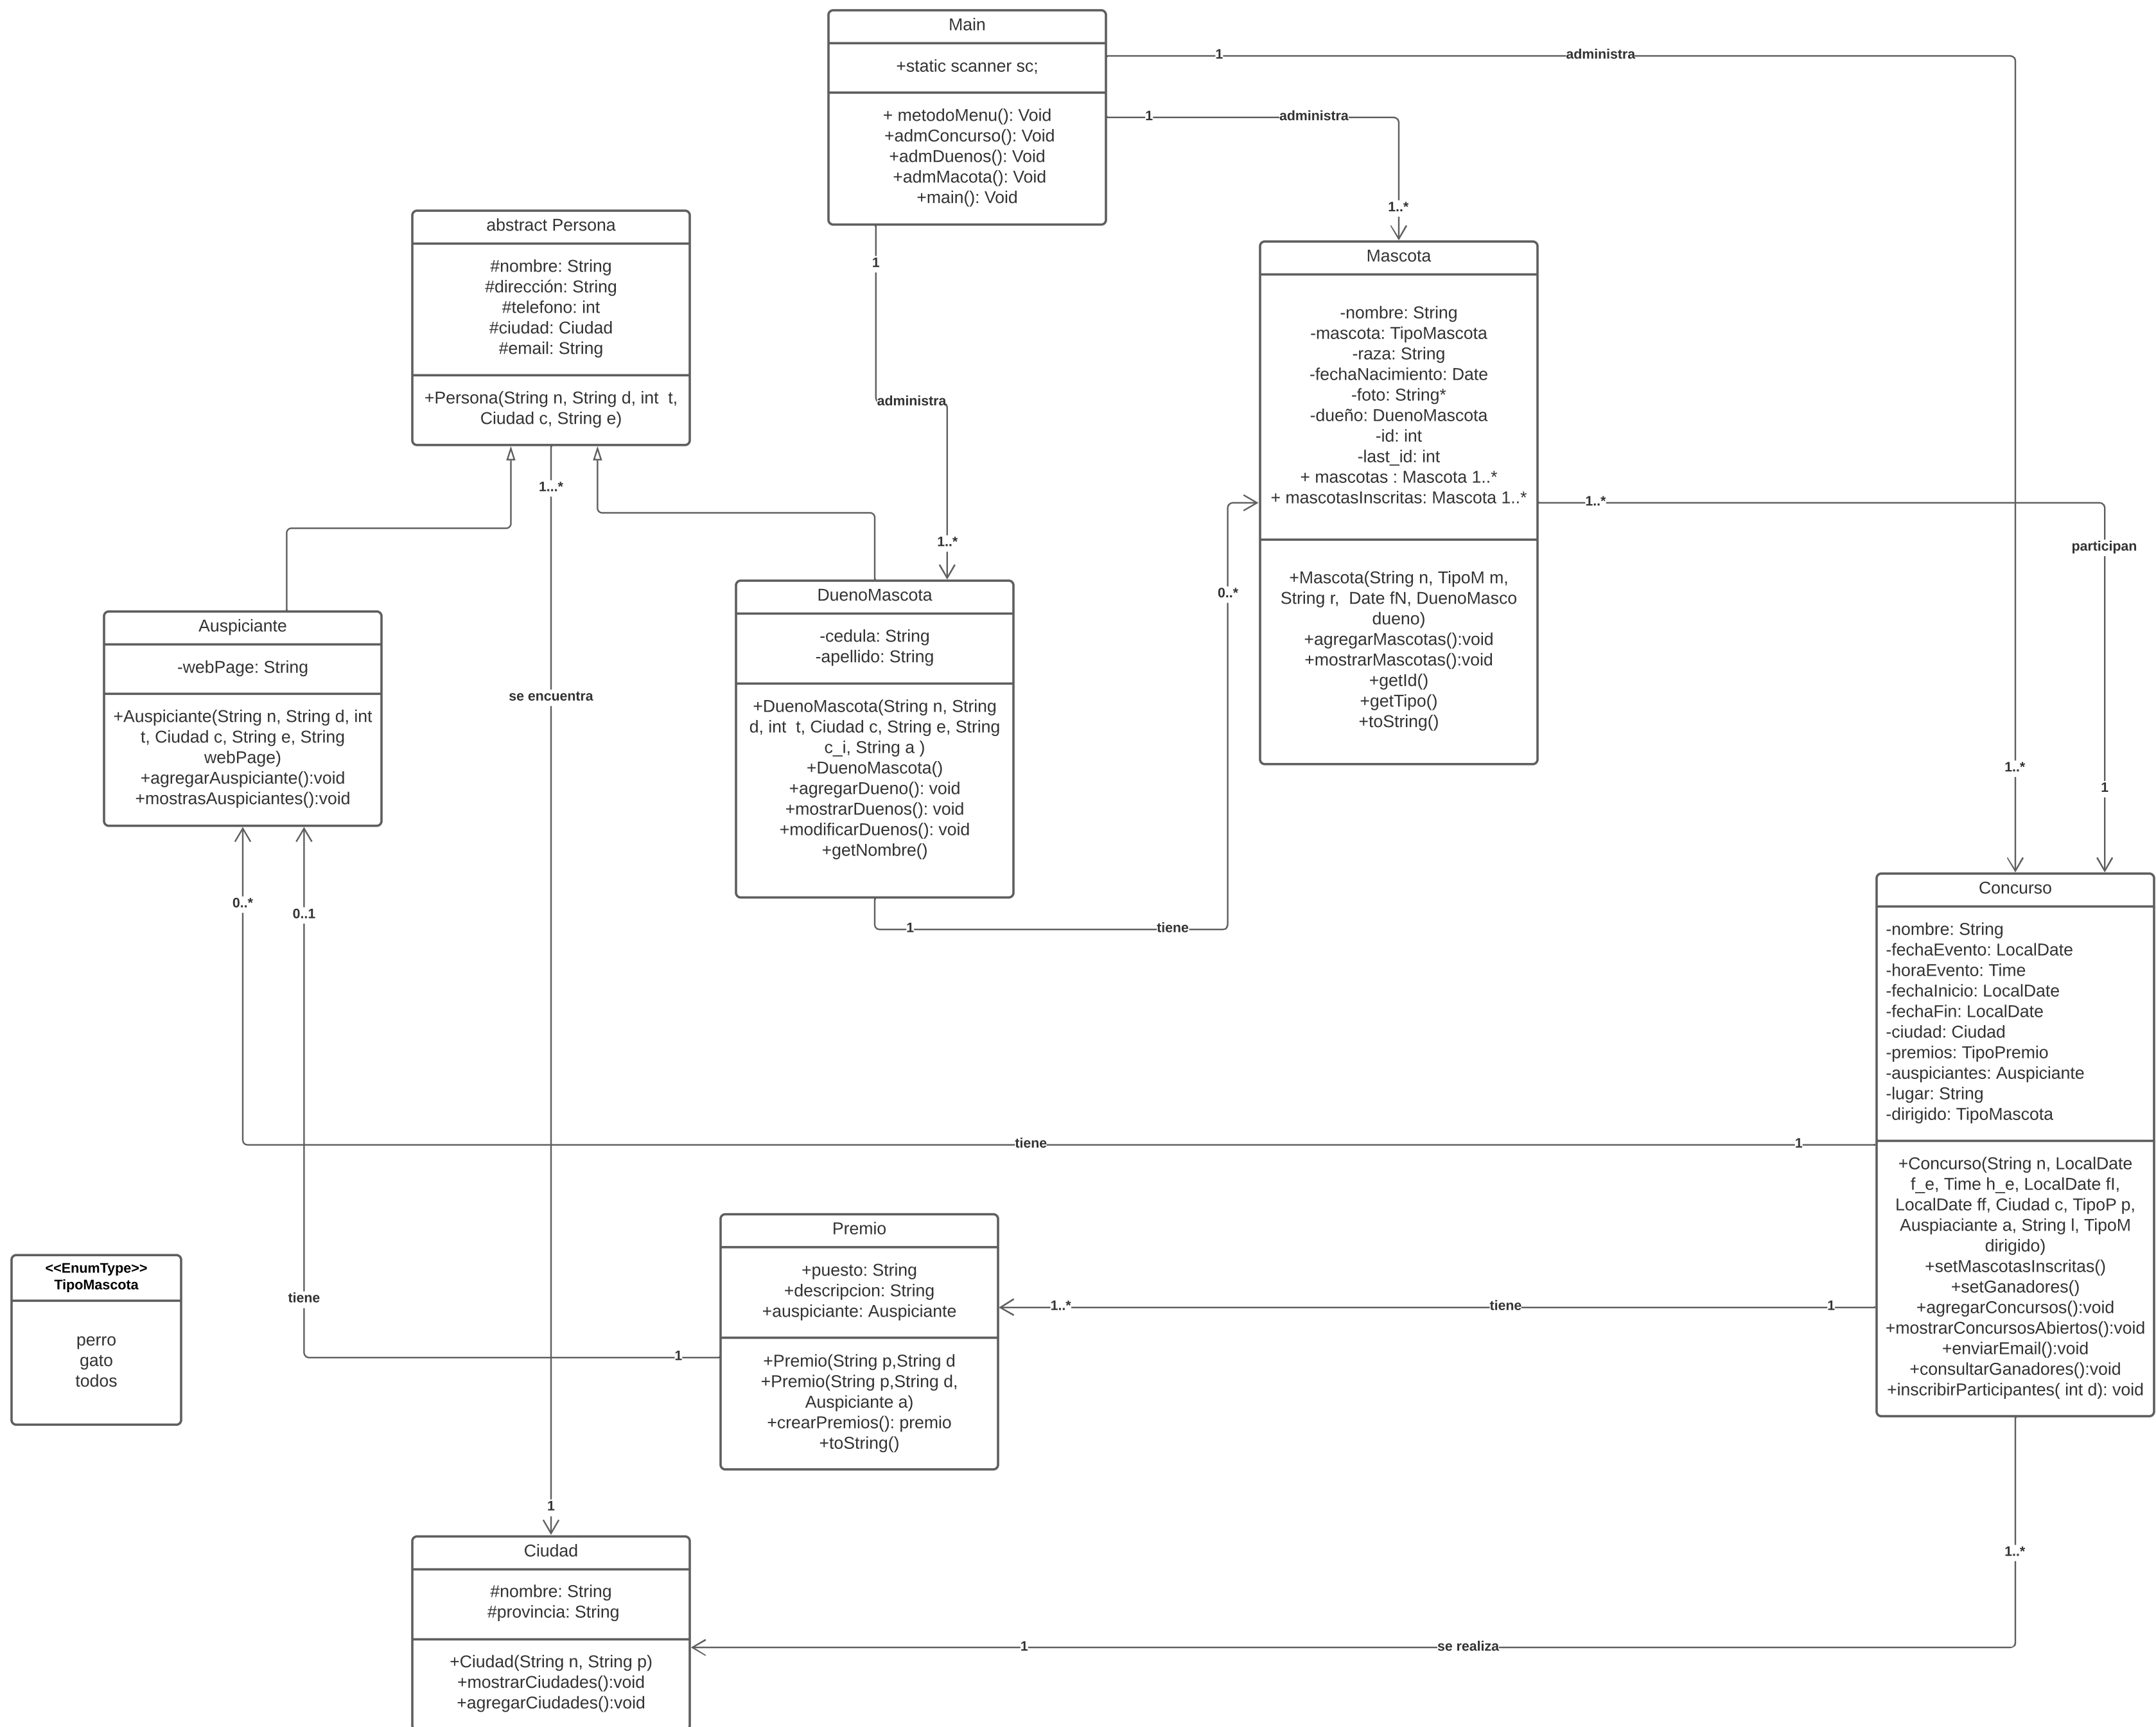 Main
+static scanner sc;
+ metodoMenu(): Void
+admConcurso(): Void
+admDuenos(): Void
+admMacota(): Void
+main(): Void
1
administra
1
administra
1..*
1
administra
1..*
abstract Persona
#nombre: String
#dirección: String
#telefono: int
#ciudad: Ciudad
#email: String
+Persona(String n, String d, int  t,
Ciudad c, String e)
1...*
se encuentra
1
Mascota
-nombre: String
-mascota: TipoMascota
-raza: String
-fechaNacimiento: Date
-foto: String*
-dueño: DuenoMascota
-id: int
-last_id: int
+ mascotas : Mascota 1..*
+ mascotasInscritas: Mascota 1..*
+Mascota(String n, TipoM m,
String r,  Date fN, DuenoMasco
dueno)
+agregarMascotas():void
+mostrarMascotas():void
+getId()
+getTipo()
+toString()
1..*
participan
1
1..*
Auspiciante
-webPage: String
+Auspiciante(String n, String d, int
t, Ciudad c, String e, String
webPage)
+agregarAuspiciante():void
+mostrasAuspiciantes():void
0..*
0..1
DuenoMascota
-cedula: String
-apellido: String
+DuenoMascota(String n, String
d, int  t, Ciudad c, String e, String
c_i, String a )
+DuenoMascota()
+agregarDueno(): void
+mostrarDuenos(): void
+modificarDuenos(): void
+getNombre()
1
tiene
0..*
Concurso
-nombre: String
-fechaEvento: LocalDate
-horaEvento: Time
-fechaInicio: LocalDate
-fechaFin: LocalDate
-ciudad: Ciudad
-premios: TipoPremio
-auspiciantes: Auspiciante
-lugar: String
-dirigido: TipoMascota
+Concurso(String n, LocalDate
f_e, Time h_e, LocalDate fI,
LocalDate ff, Ciudad c, TipoP p,
Auspiaciante a, String l, TipoM
dirigido)
+setMascotasInscritas()
+setGanadores()
+agregarConcursos():void
+mostrarConcursosAbiertos():void
+enviarEmail():void
+consultarGanadores():void
+inscribirParticipantes( int d): void
tiene
1
Premio
+puesto: String
+descripcion: String
+auspiciante: Auspiciante
+Premio(String p,String d
+Premio(String p,String d,
Auspiciante a)
+crearPremios(): premio
+toString()
1..*
tiene
1
tiene
1
<<EnumType>>
TipoMascota
perro
gato
todos
Ciudad
#nombre: String
#provincia: String
+Ciudad(String n, String p)
+mostrarCiudades():void
+agregarCiudades():void
1
se realiza
1..*